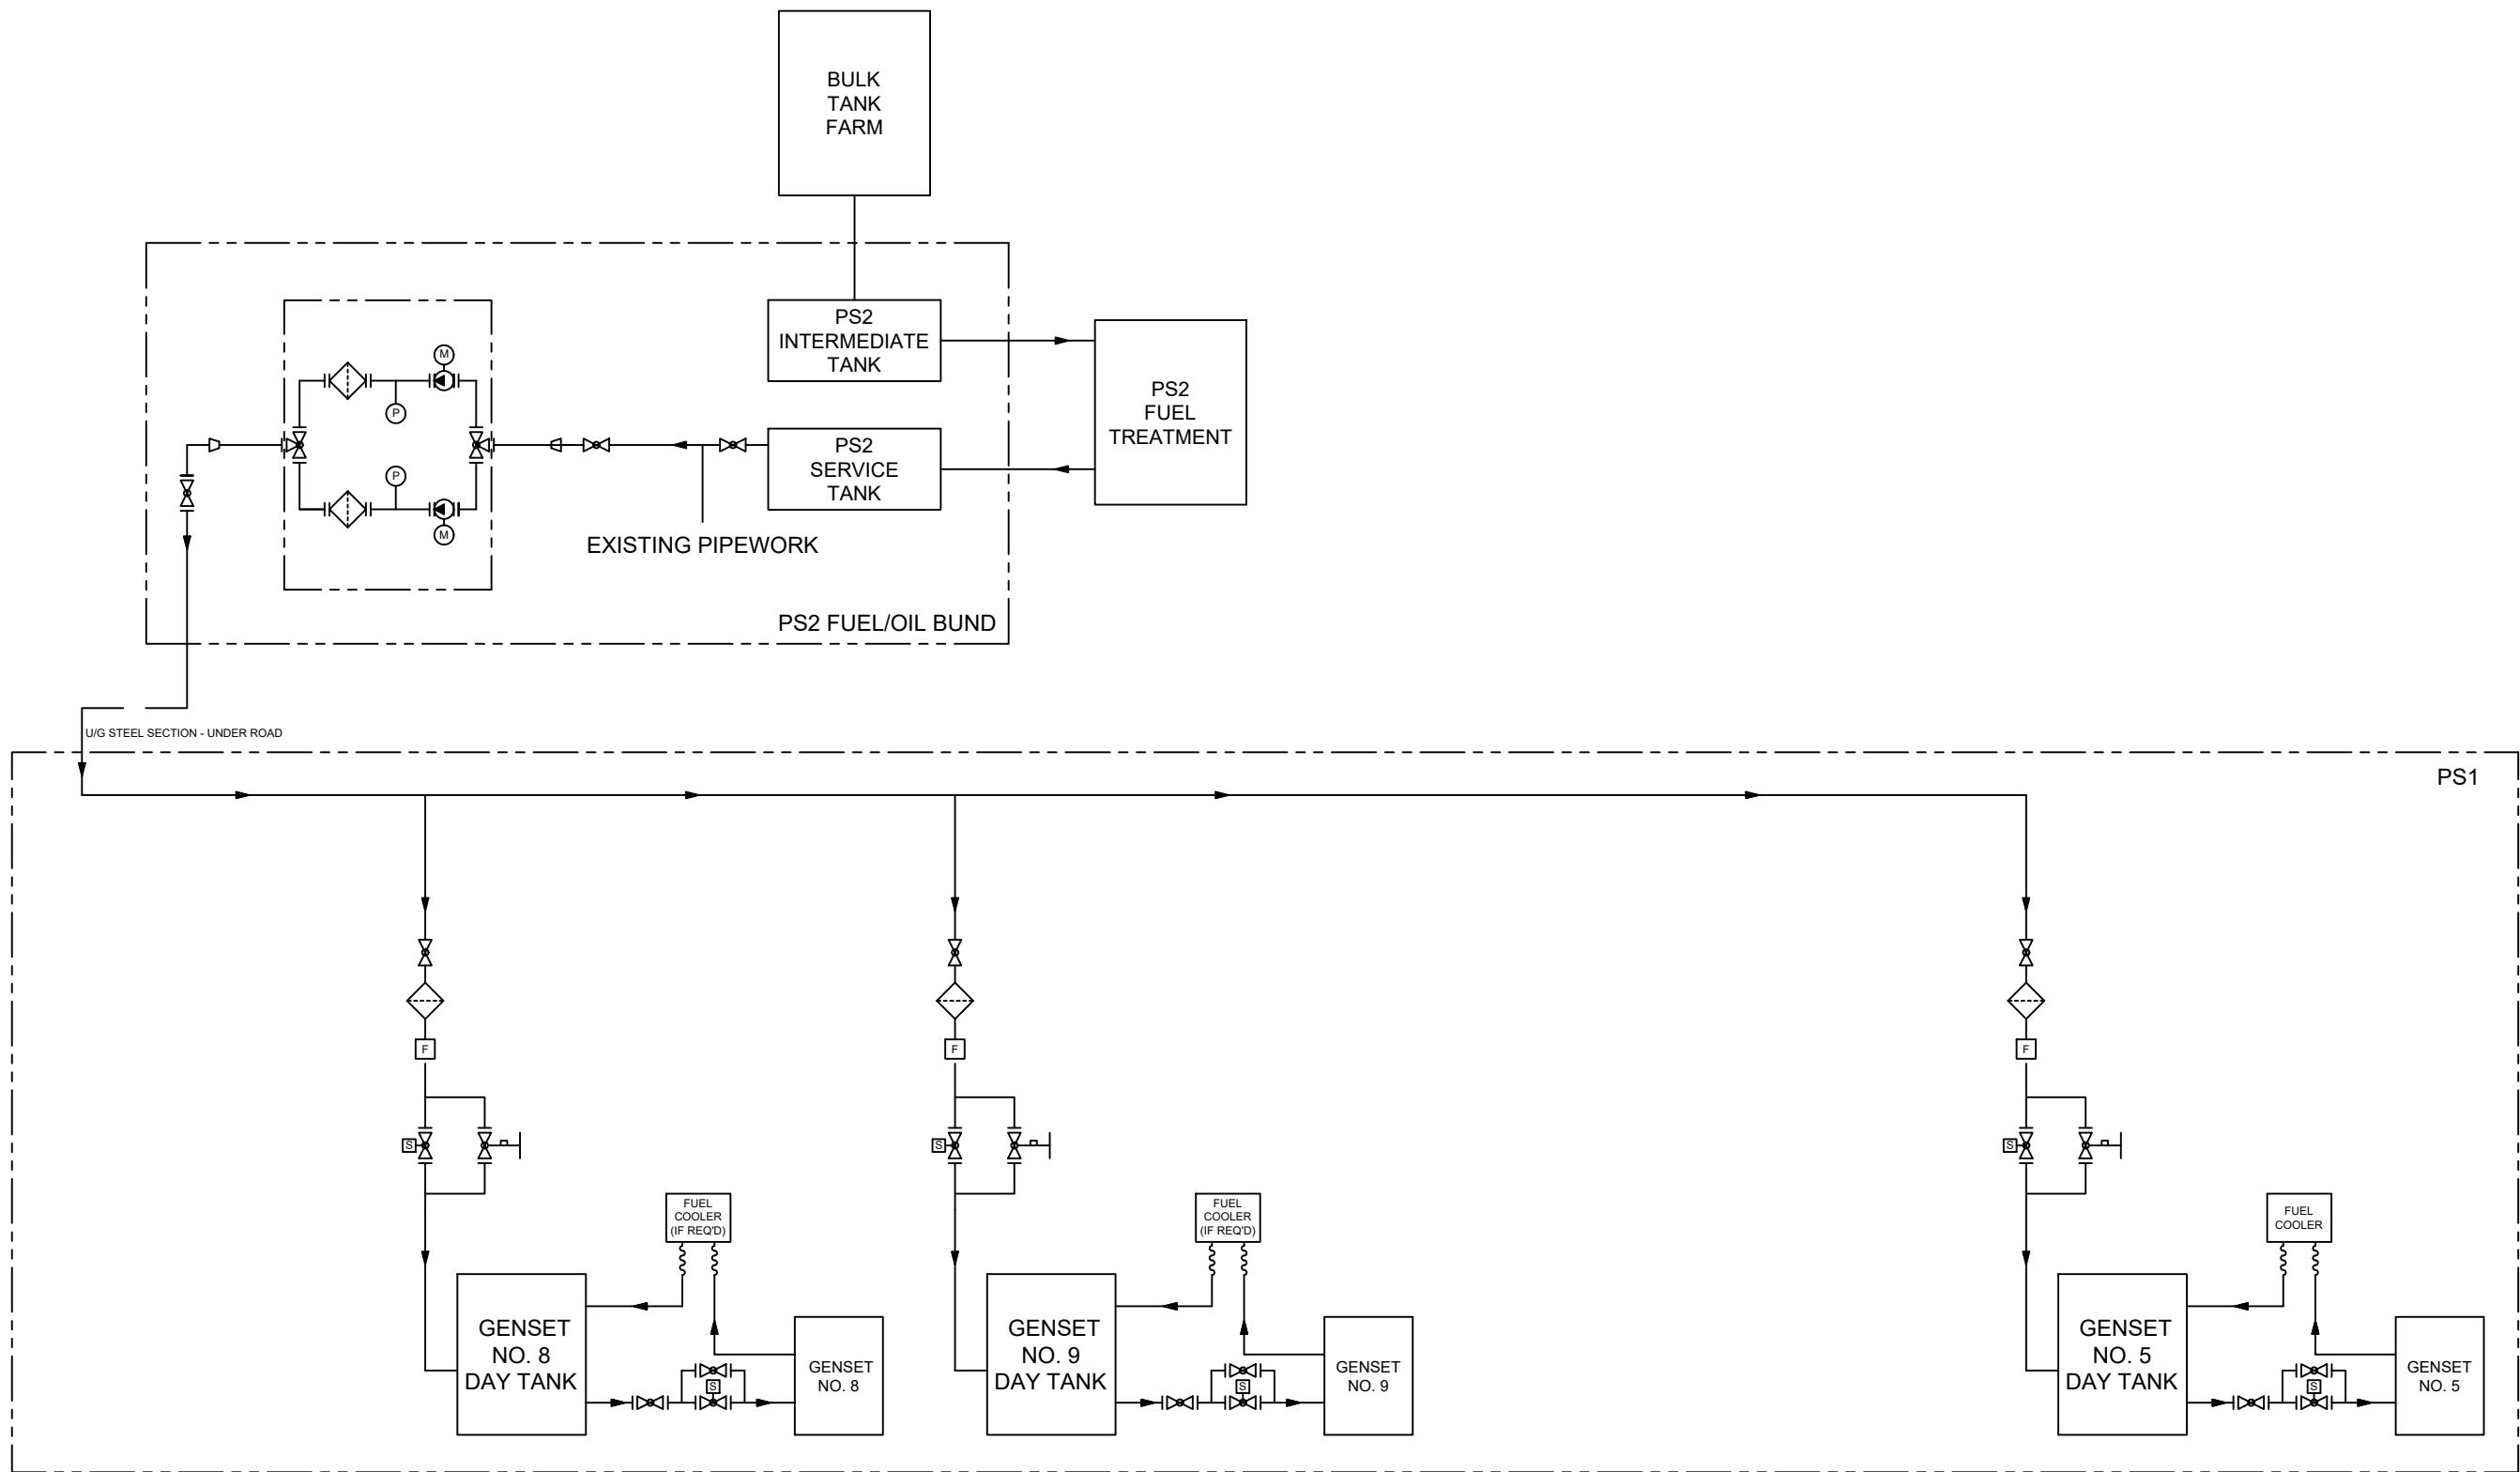 BULK
TANK
FARM
PS2
INTERMEDIATE
TANK
PS2
FUEL
TREATMENT
M
P
PS2
SERVICE
TANK
P
M
EXISTING PIPEWORK
PS2 FUEL/OIL BUND
U/G STEEL SECTION - UNDER ROAD
PS1
F
F
F
S
S
S
FUEL
COOLER
(IF REQ'D)
FUEL
COOLER
(IF REQ'D)
FUEL
COOLER
GENSET
NO. 8
DAY TANK
S
GENSET
NO. 8
GENSET
NO. 9
DAY TANK
S
GENSET
NO. 9
GENSET
NO. 5
DAY TANK
S
GENSET
NO. 5